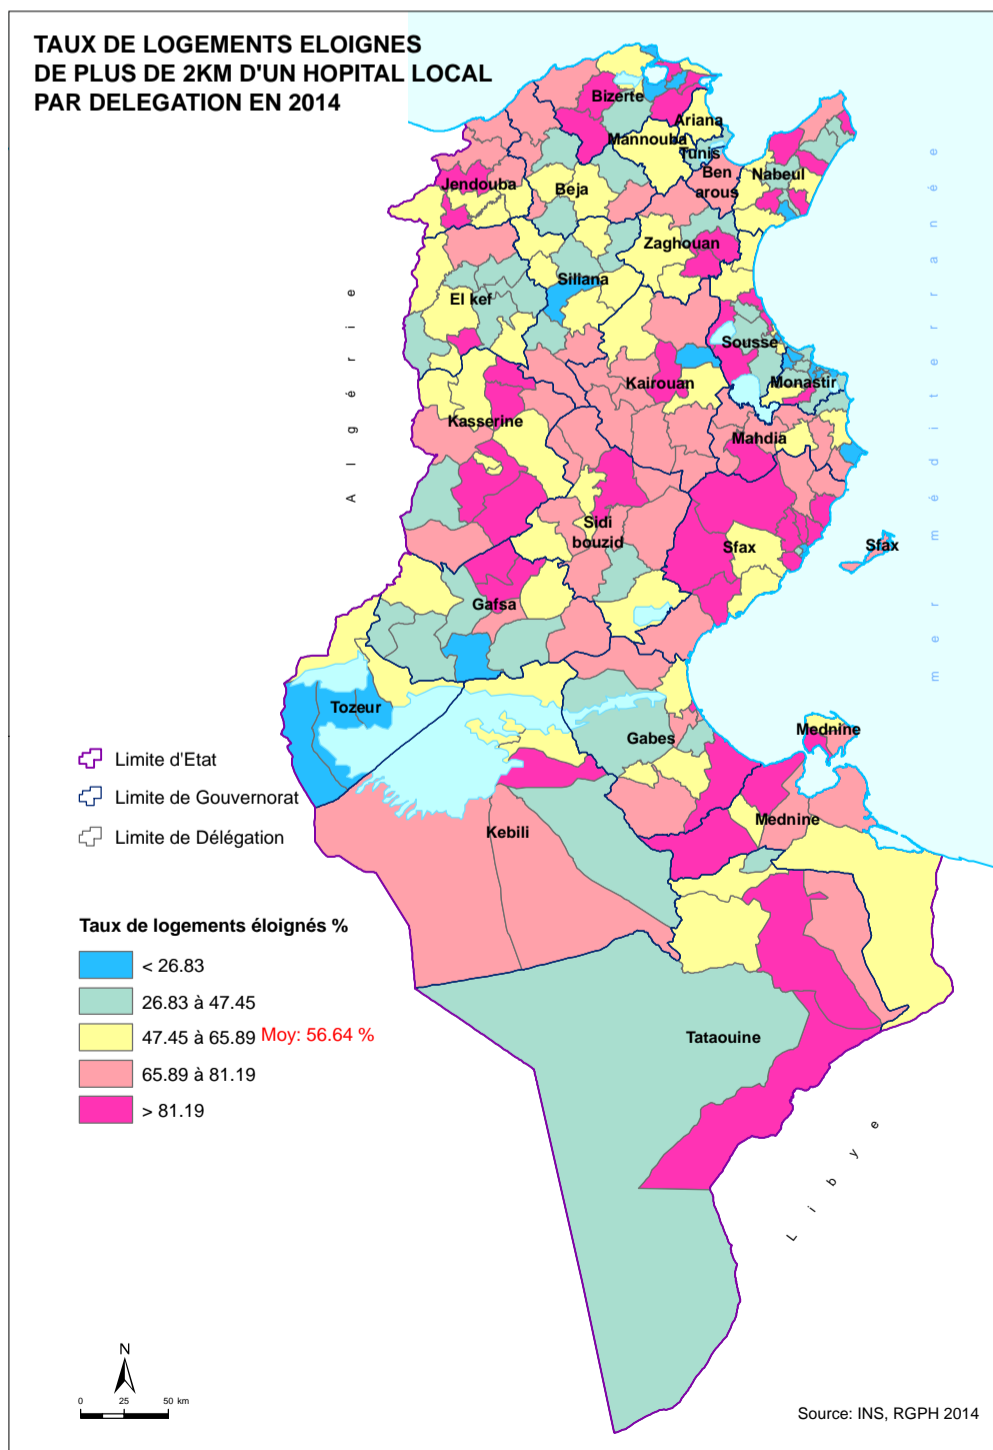 TAUX DE LOGEMENTS ELOIGNES
DE PLUS DE 2KM D'UN HOPITAL LOCAL
PAR DELEGATION EN 2014
Bizerte
Ariana
Mannouba
Tunis
Ben
arous
Nabeul
Jendouba
Beja
Zaghouan
Siliana
El kef
Sousse
Monastir
Kairouan
Kasserine
Mahdia
Sidi
bouzid
Sfax
Sfax
Gafsa
Tozeur
Gabes
Mednine
Mednine
Kebili
Tataouine
Algérie
mer méditerranée
Libye
Limite d'Etat
Limite de Gouvernorat
Limite de Délégation
Taux de logements éloignés %
< 26.83
26.83 à 47.45
47.45 à 65.89 Moy: 56.64 %
65.89 à 81.19
> 81.19
N
0 25 50 km
Source: INS, RGPH 2014